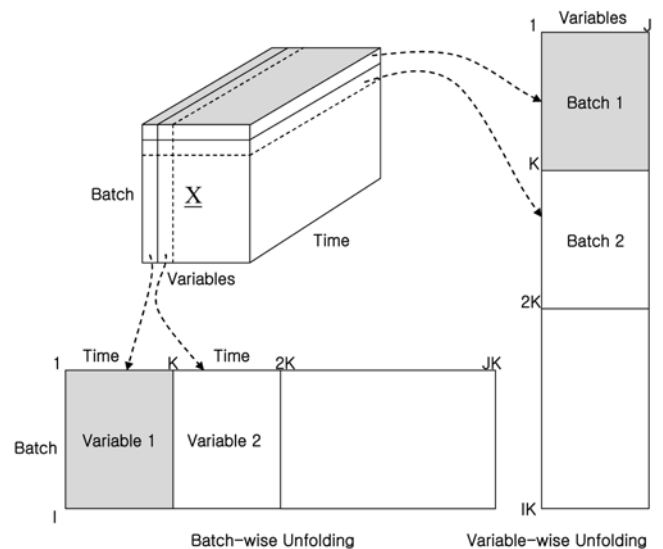 1 Variables J
Batch 1
K
Batch 2
2K
IK
Variable-wise Unfolding
Batch
X
Time
Variables
1 Time K Time 2K JK
Batch Variable 1 Variable 2
I
Batch-wise Unfolding